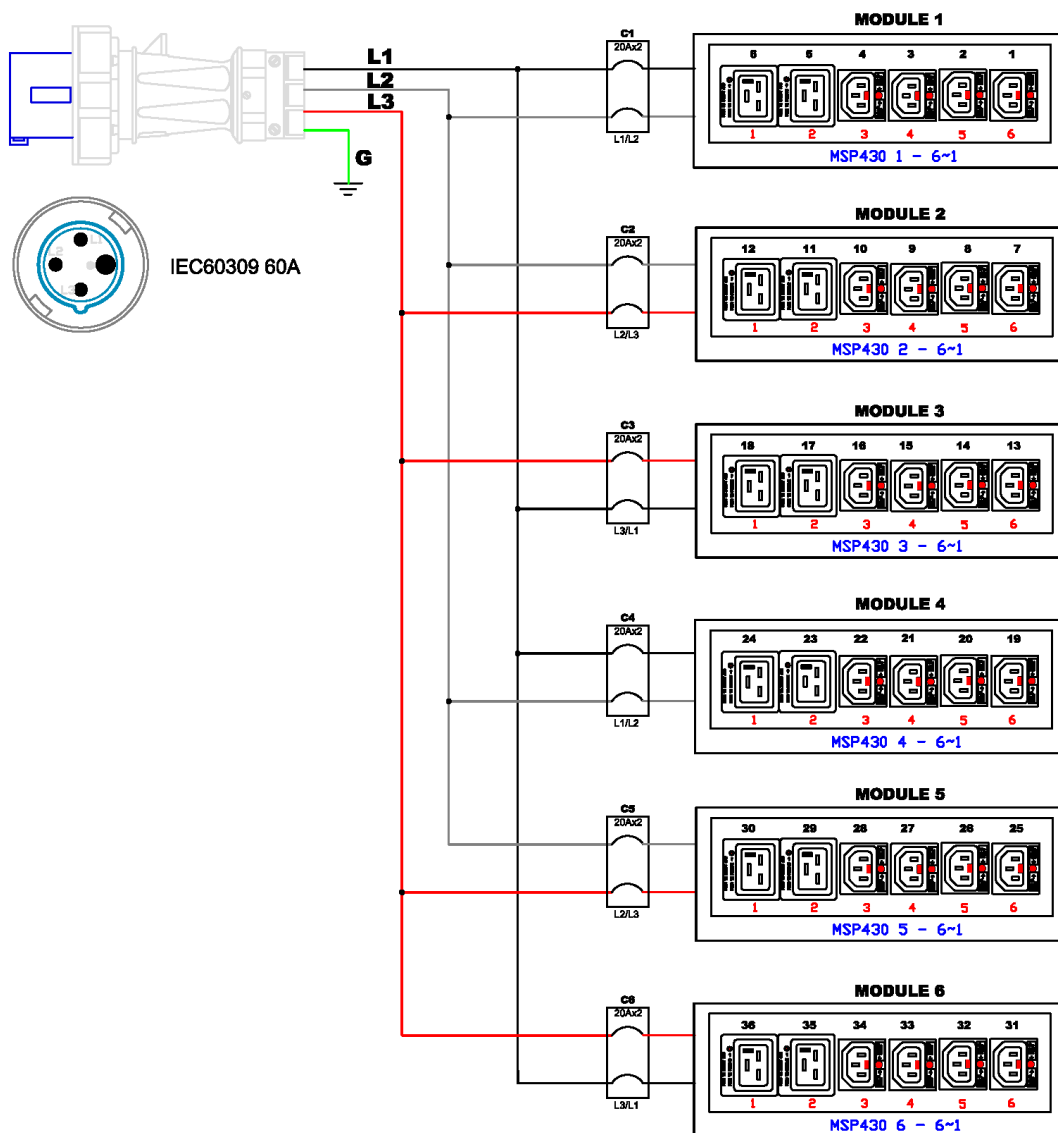 L1
L2
L3
G
L1
L2
L3
IEC60309 60A
MODULE 1
C1
20Ax2
L1/L2
6 5 4 3 2 1
1 2 3 4 5 6
MSP430 1 - 6~1
MODULE 2
C2
20Ax2
L2/L3
12 11 10 9 8 7
1 2 3 4 5 6
MSP430 2 - 6~1
MODULE 3
C3
20Ax2
L3/L1
18 17 16 15 14 13
1 2 3 4 5 6
MSP430 3 - 6~1
MODULE 4
C4
20Ax2
L1/L2
24 23 22 21 20 19
1 2 3 4 5 6
MSP430 4 - 6~1
MODULE 5
C5
20Ax2
L2/L3
30 29 28 27 26 25
1 2 3 4 5 6
MSP430 5 - 6~1
MODULE 6
C6
20Ax2
L3/L1
36 35 34 33 32 31
1 2 3 4 5 6
MSP430 6 - 6~1